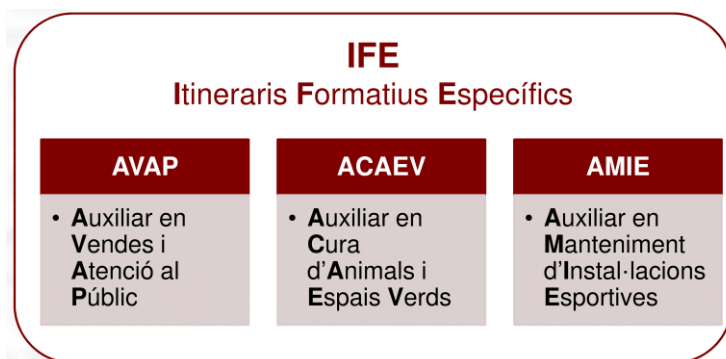 IFE
Itineraris Formatius Específics
AVAP
• Auxiliar en
Vendes i
Atenció al
Públic
ACAEV
• Auxiliar en
Cura
d'Animals i
Espais Verds
AMIE
• Auxiliar en
Manteniment
d'Instal·lacions
Esportives